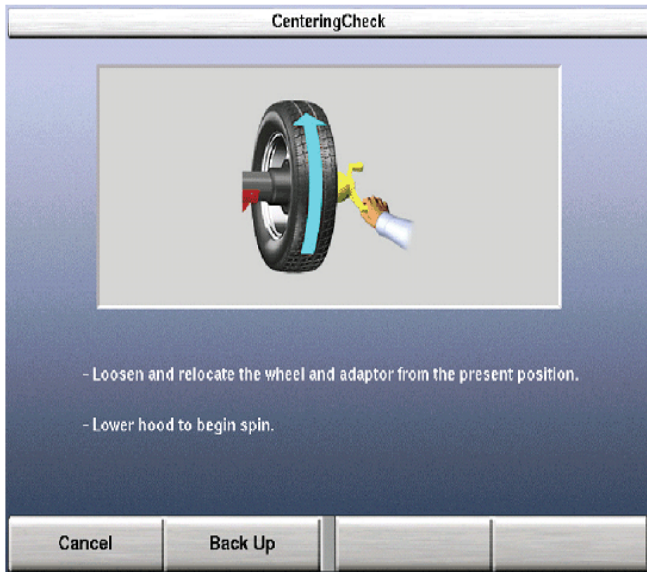 CenteringCheck
- Loosen and relocate the wheel and adaptor from the present position.
- Lower hood to begin spin.
Cancel
Back Up